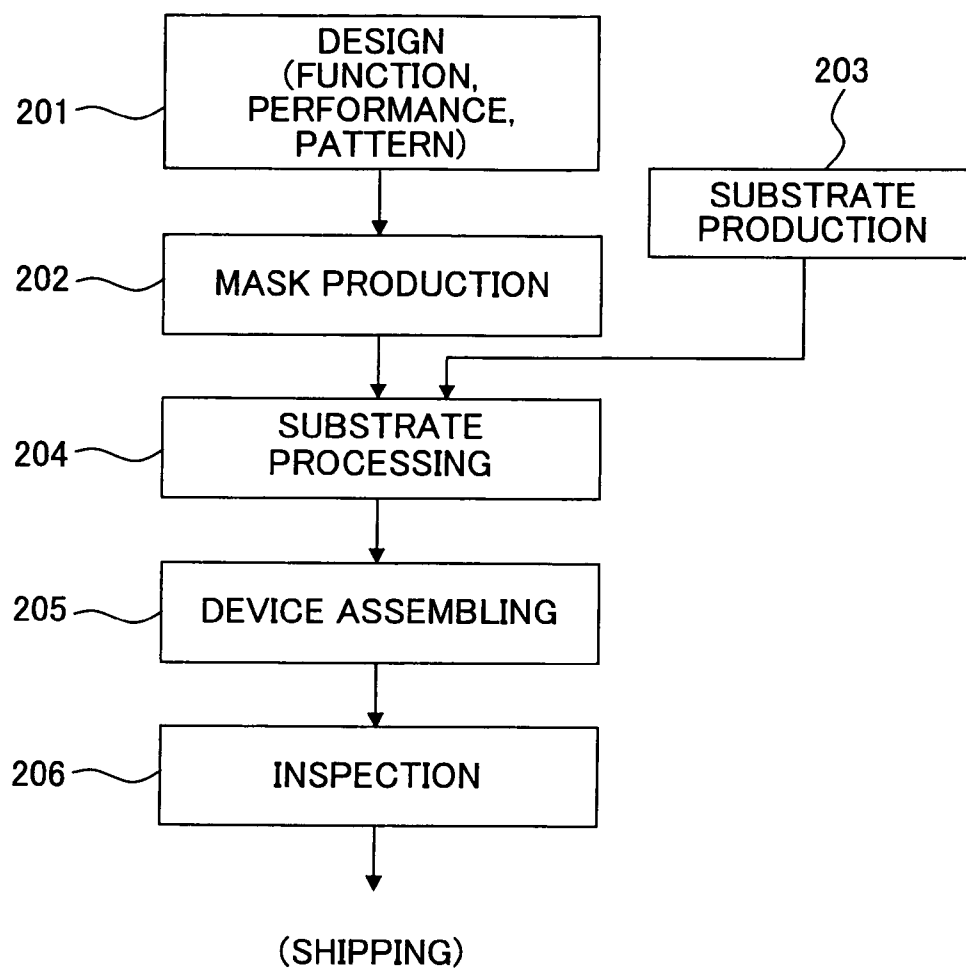 DESIGN
(FUNCTION,
PERFORMANCE,
PATTERN)
201
203
SUBSTRATE
PRODUCTION
202
MASK PRODUCTION
204
SUBSTRATE
PROCESSING
205
DEVICE ASSEMBLING
206
INSPECTION
(SHIPPING)